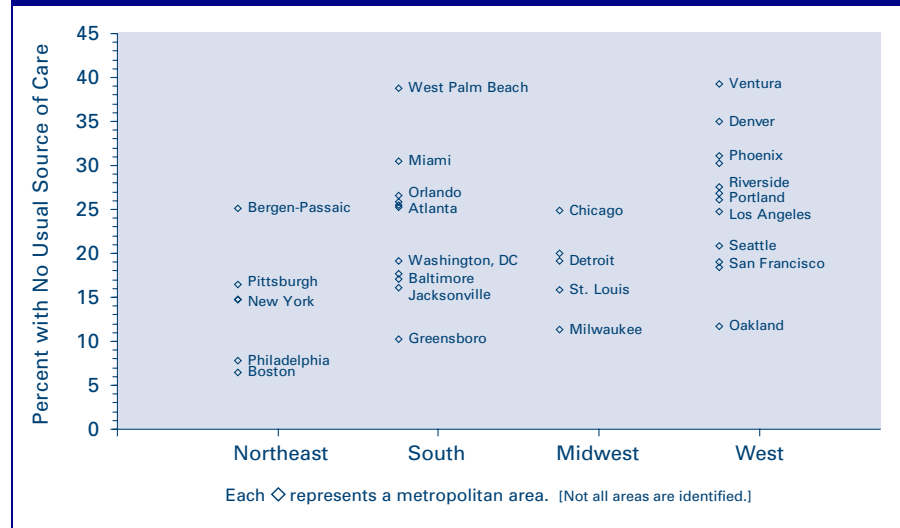 Percent with No Usual Source of Care
45
40
35
30
25
20
15
10
5
0
Bergen-Passaic
Pittsburgh
New York
Philadelphia
Boston
West Palm Beach
Miami
Orlando
Atlanta
Washington, DC
Baltimore
Jacksonville
Greensboro
Chicago
Detroit
St. Louis
Milwaukee
Ventura
Denver
Phoenix
Riverside
Portland
Los Angeles
Seattle
San Francisco
Oakland
Northeast South Midwest West
Each ◇ represents a metropolitan area. [Not all areas are identified.]